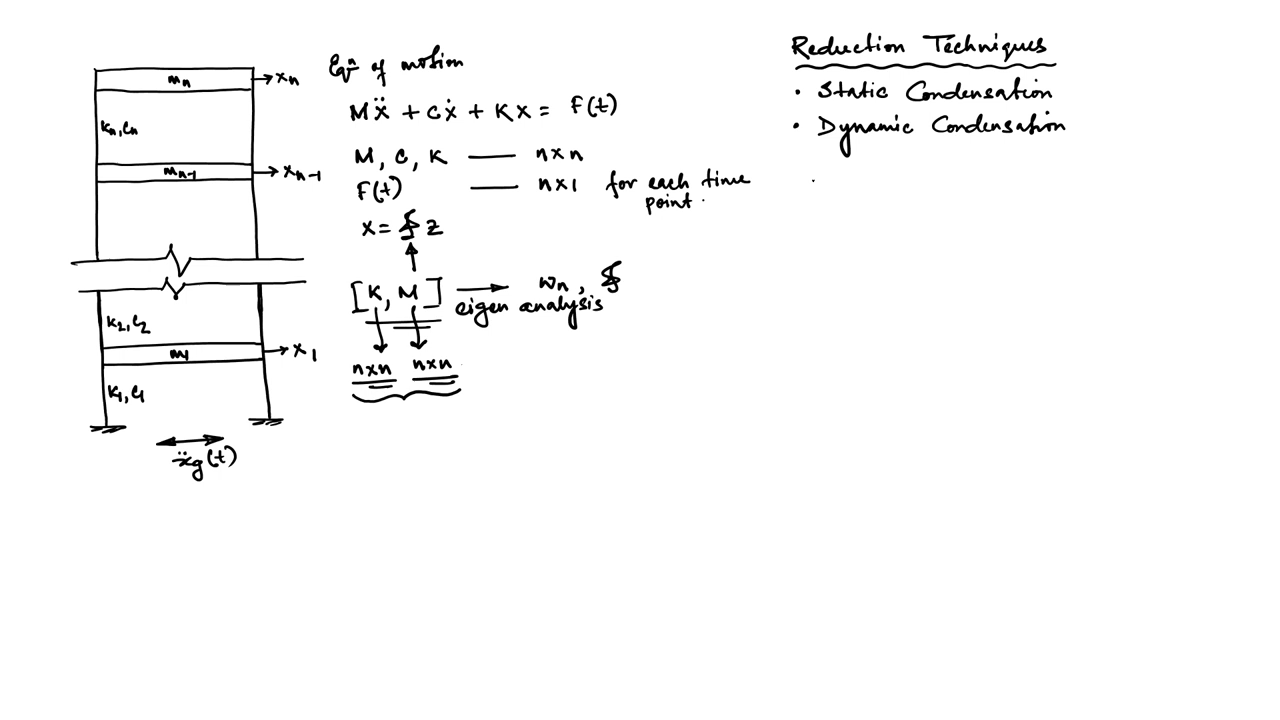 mn
xn
kn, cn
mn-1
xn-1
k2, c2
m1
x1
k1, c1
ẍg(t)
Eqⁿ of motion
Mẍ + Cẋ + Kx = F(t)
M, C, K — n×n
F(t) — n×1 for each time
point.
x = Φ z
[K, M] → ωn, Φ
eigen analysis
n×n n×n
Reduction Techniques
• Static Condensation
• Dynamic Condensation